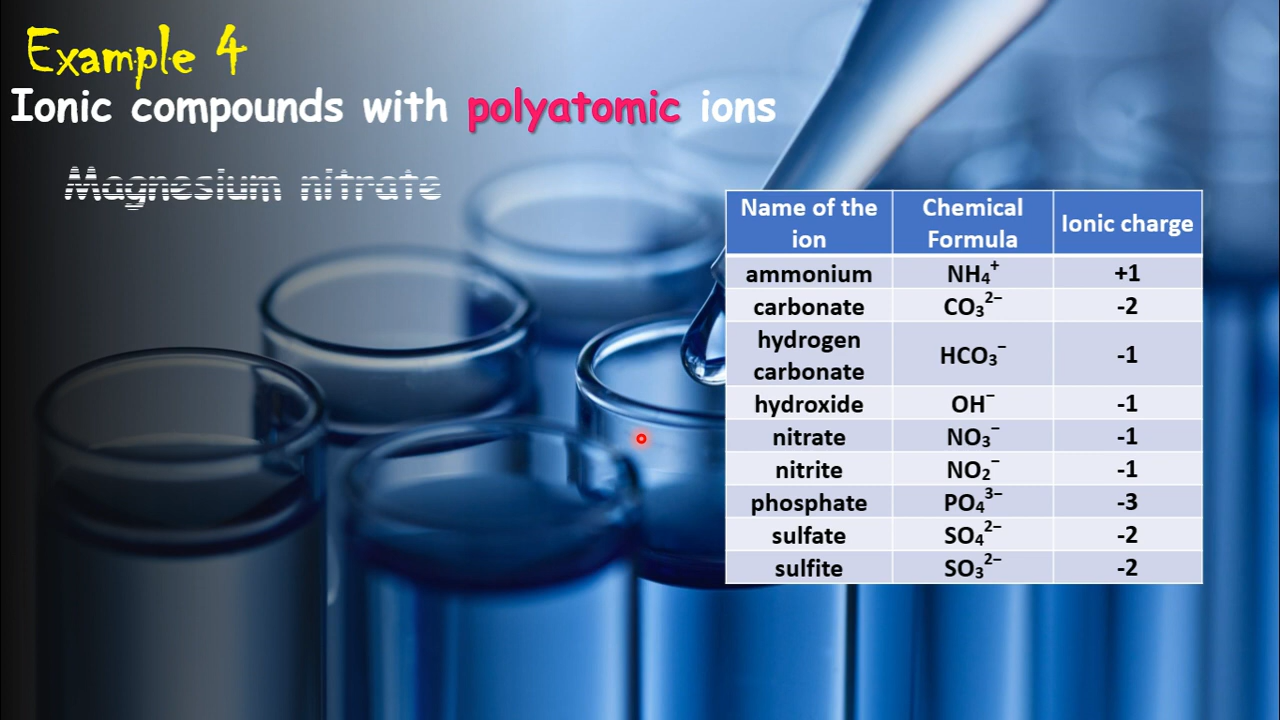 Example 4
Ionic compounds with polyatomic ions
Magnesium nitrate
Name of the ion | Chemical Formula | Ionic charge
ammonium | NH₄⁺ | +1
carbonate | CO₃²⁻ | -2
hydrogen carbonate | HCO₃⁻ | -1
hydroxide | OH⁻ | -1
nitrate | NO₃⁻ | -1
nitrite | NO₂⁻ | -1
phosphate | PO₄³⁻ | -3
sulfate | SO₄²⁻ | -2
sulfite | SO₃²⁻ | -2